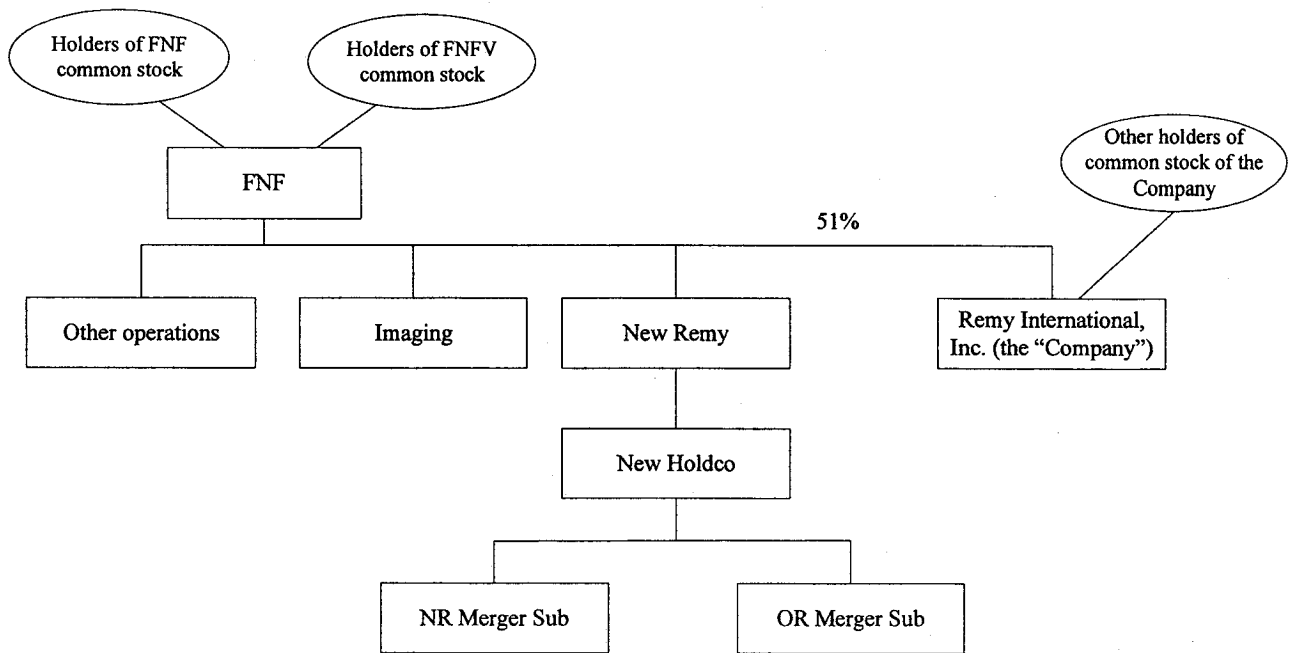 Holders of FNF
common stock
Holders of FNFV
common stock
Other holders of
common stock of the
Company
FNF
51%
Other operations
Imaging
New Remy
Remy International,
Inc. (the “Company”)
New Holdco
NR Merger Sub
OR Merger Sub